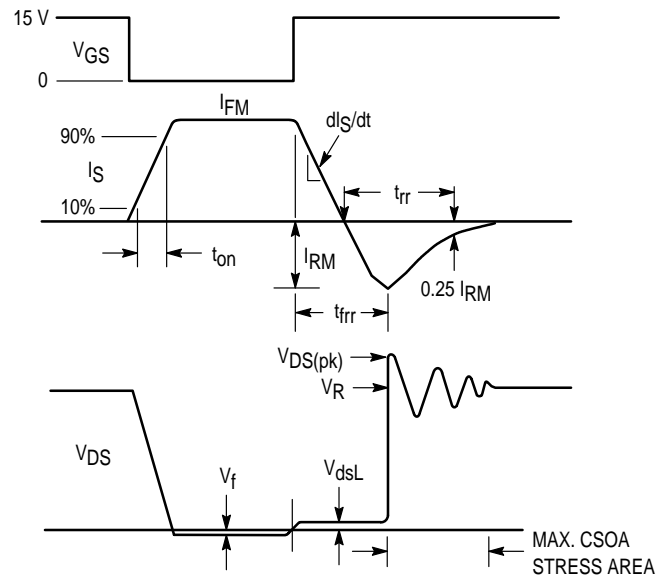 15 V
VGS
0
IFM
90%
dIS/dt
IS
trr
10%
ton
IRM
0.25 IRM
tfrr
VDS(pk)
VR
VDS
Vf
VdsL
MAX. CSOA
STRESS AREA